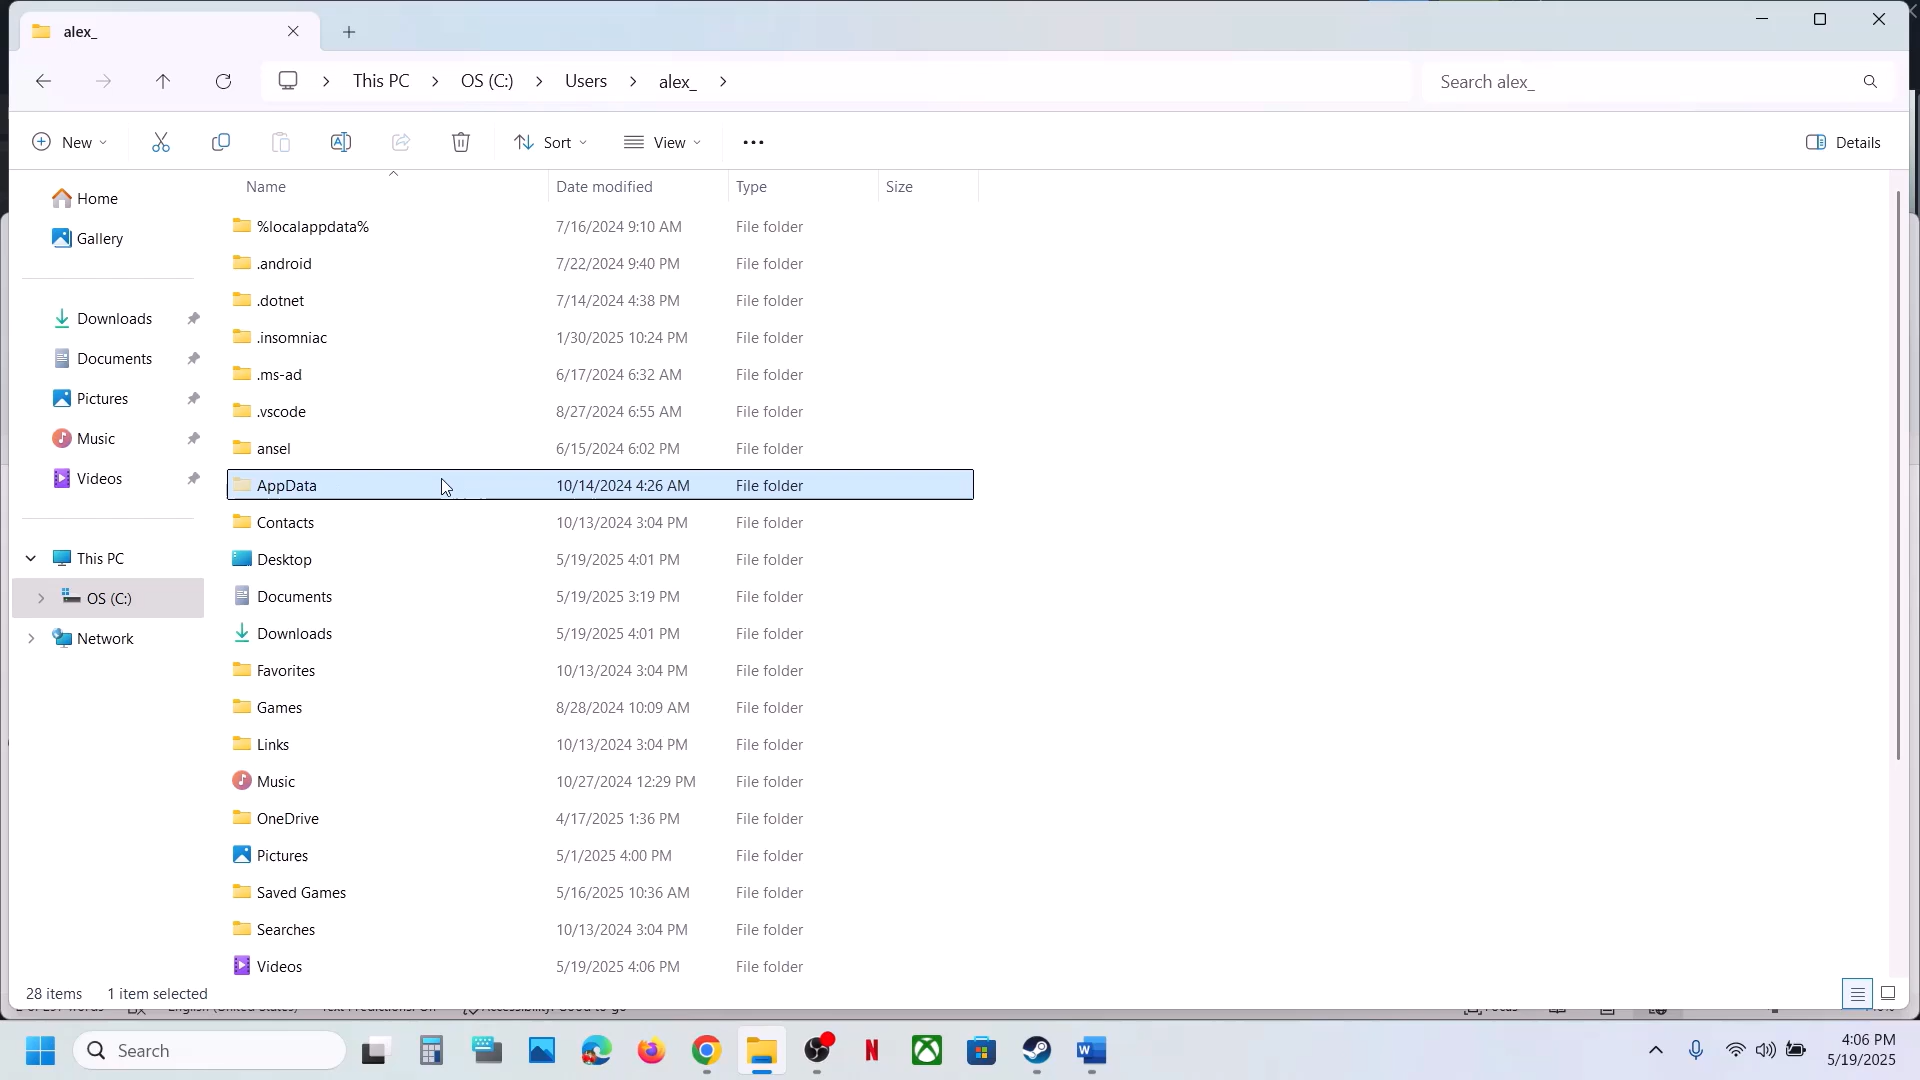 alex_
This PC
OS (C:)
Users
alex_
Search alex_
New
Sort
View
Details
Name
Date modified
Type
Size
Home
Gallery
Downloads
Documents
Pictures
Music
Videos
This PC
OS (C:)
Network
%localappdata% 7/16/2024 9:10 AM File folder
.android 7/22/2024 9:40 PM File folder
.dotnet 7/14/2024 4:38 PM File folder
.insomniac 1/30/2025 10:24 PM File folder
.ms-ad 6/17/2024 6:32 AM File folder
.vscode 8/27/2024 6:55 AM File folder
ansel 6/15/2024 6:02 PM File folder
AppData 10/14/2024 4:26 AM File folder
Contacts 10/13/2024 3:04 PM File folder
Desktop 5/19/2025 4:01 PM File folder
Documents 5/19/2025 3:19 PM File folder
Downloads 5/19/2025 4:01 PM File folder
Favorites 10/13/2024 3:04 PM File folder
Games 8/28/2024 10:09 AM File folder
Links 10/13/2024 3:04 PM File folder
Music 10/27/2024 12:29 PM File folder
OneDrive 4/17/2025 1:36 PM File folder
Pictures 5/1/2025 4:00 PM File folder
Saved Games 5/16/2025 10:36 AM File folder
Searches 10/13/2024 3:04 PM File folder
Videos 5/19/2025 4:06 PM File folder
28 items 1 item selected
Search
4:06 PM
5/19/2025